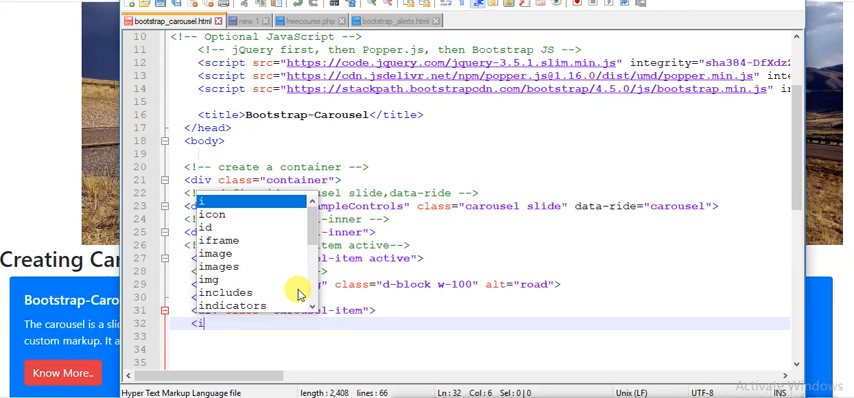 bootstrap_carousel.html new 1 freecourse.php bootstrap_alerts.html
10 <!-- Optional JavaScript -->
11 <!-- jQuery first, then Popper.js, then Bootstrap JS -->
12 <script src="https://code.jquery.com/jquery-3.5.1.slim.min.js" integrity="sha384-DfXdz
13 <script src="https://cdn.jsdelivr.net/npm/popper.js@1.16.0/dist/umd/popper.min.js" inte
14 <script src="https://stackpath.bootstrapcdn.com/bootstrap/4.5.0/js/bootstrap.min.js" i
15
16 <title>Bootstrap-Carousel</title>
17 </head>
18 <body>
19
20 <!-- create a container -->
21 <div class="container">
22 <! sel slide,data-ride -->
23 <d ampleControls" class="carousel slide" data-ride="carousel">
24 <! l-inner -->
25 <d l-inner">
26 <! tem active-->
27 < l-item active">
28 < >
29 < g" class="d-block w-100" alt="road">
30 <
31 sel-item">
32 <i
33
34
35
i
icon
id
iframe
image
images
img
includes
indicators
Creating Car
Bootstrap-Caro
The carousel is a slid
custom markup. It a
Know More..
Hyper Text Markup Language file length : 2,408 lines : 66 Ln : 32 Col : 6 Sel : 0 | 0 Unix (LF) UTF-8 INS
Activate Windows